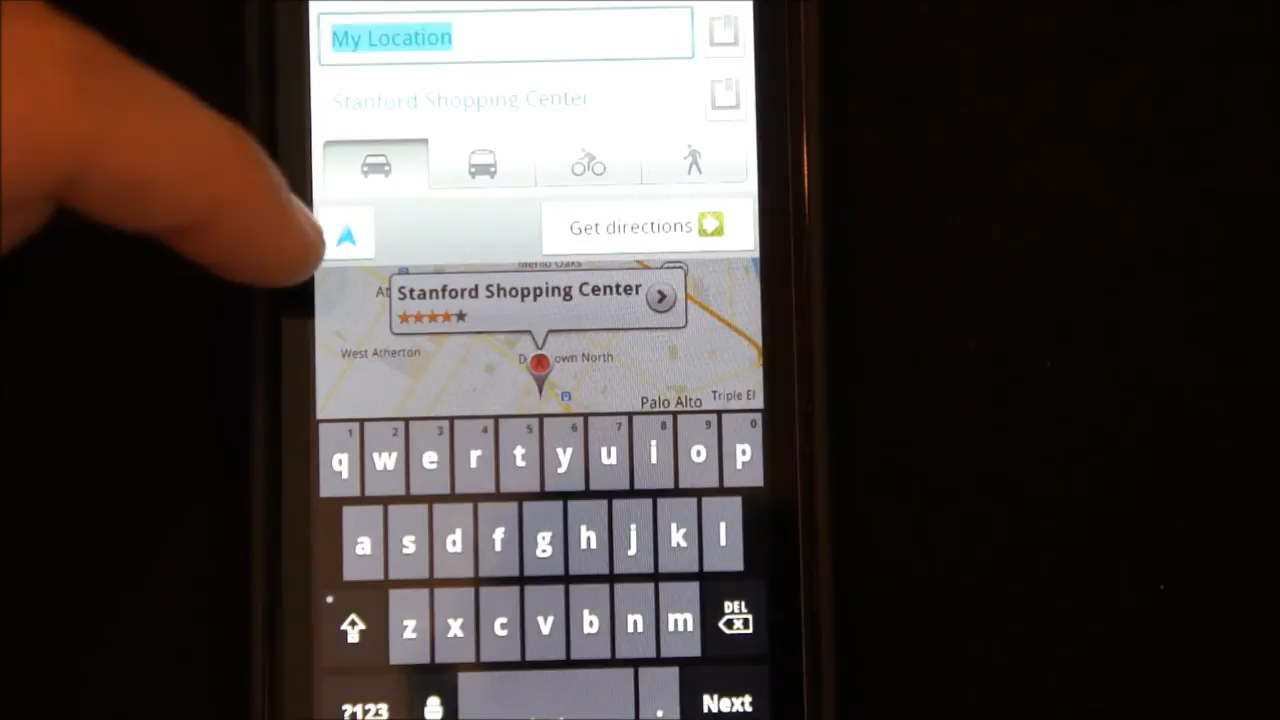 My Location
Stanford Shopping Center
Get directions
Menlo Oaks
At
Stanford Shopping Center
West Atherton
D own North
Palo Alto
Triple El
1 2 3 4 5 6 7 8 9 0
q w e r t y u i o p
a s d f g h j k l
DEL
z x c v b n m
?123 . Next